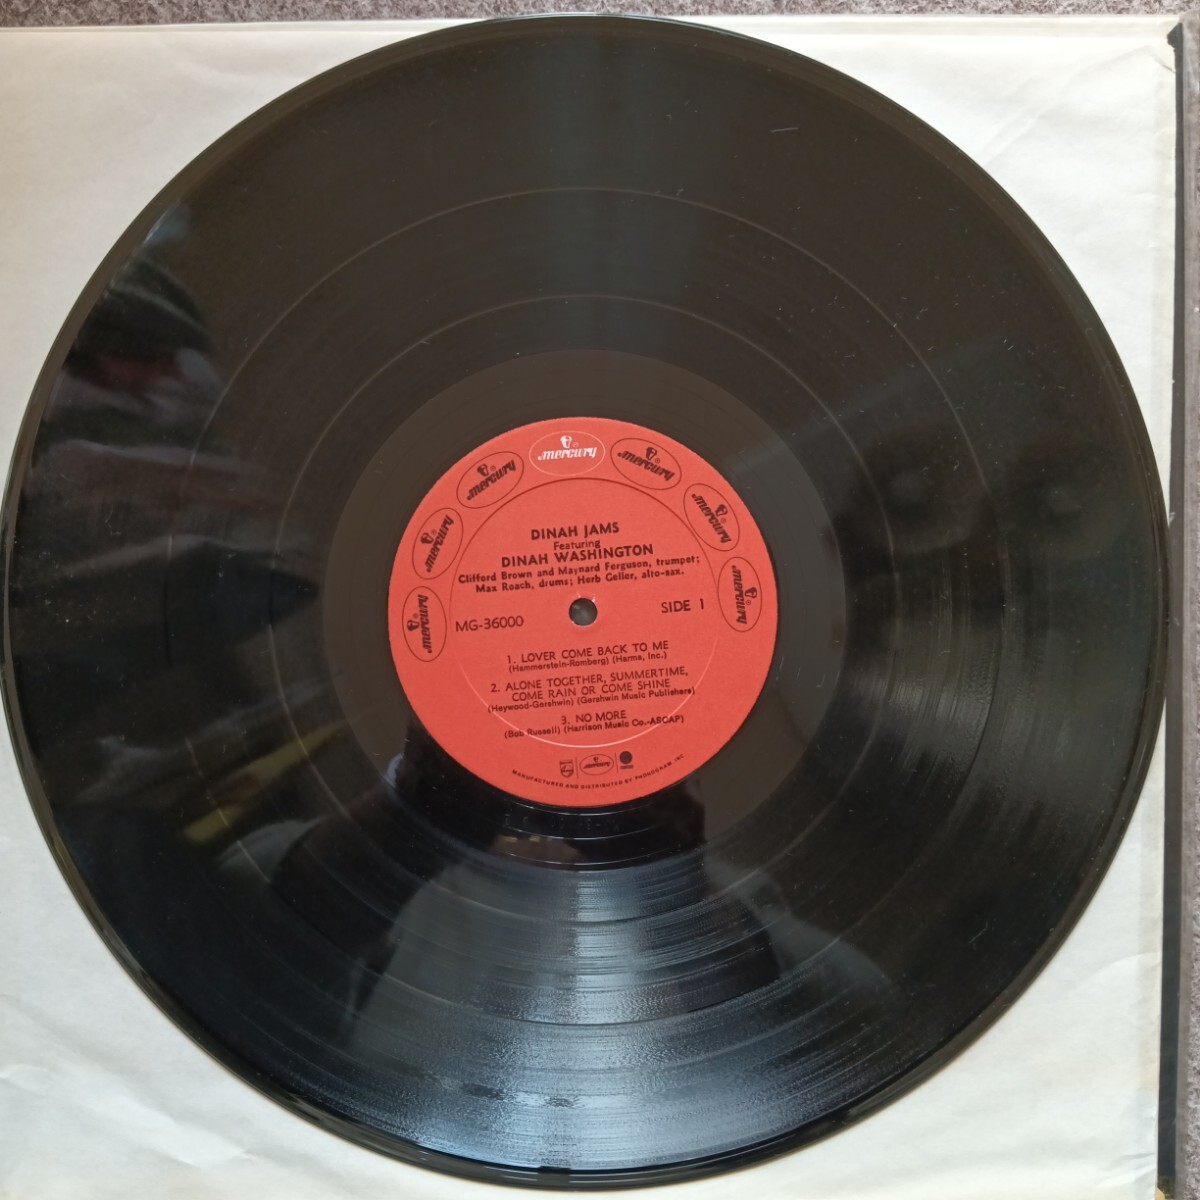 mercury
mercury
mercury
mercury
mercury
mercury
mercury
DINAH JAMS
Featuring
DINAH WASHINGTON
Clifford Brown and Maynard Ferguson, trumpet;
Max Roach, drums; Herb Geller, alto-sax.
MG-36000
SIDE 1
1. LOVER COME BACK TO ME
(Hammerstein-Romberg) (Harms, Inc.)
2. ALONE TOGETHER, SUMMERTIME,
COME RAIN OR COME SHINE
(Heywood-Gershwin) (Gershwin Music Publishers)
3. NO MORE
(Bob Russell) (Harrison Music Co.-ASCAP)
mercury
MANUFACTURED AND DISTRIBUTED BY PHONOGRAM INC